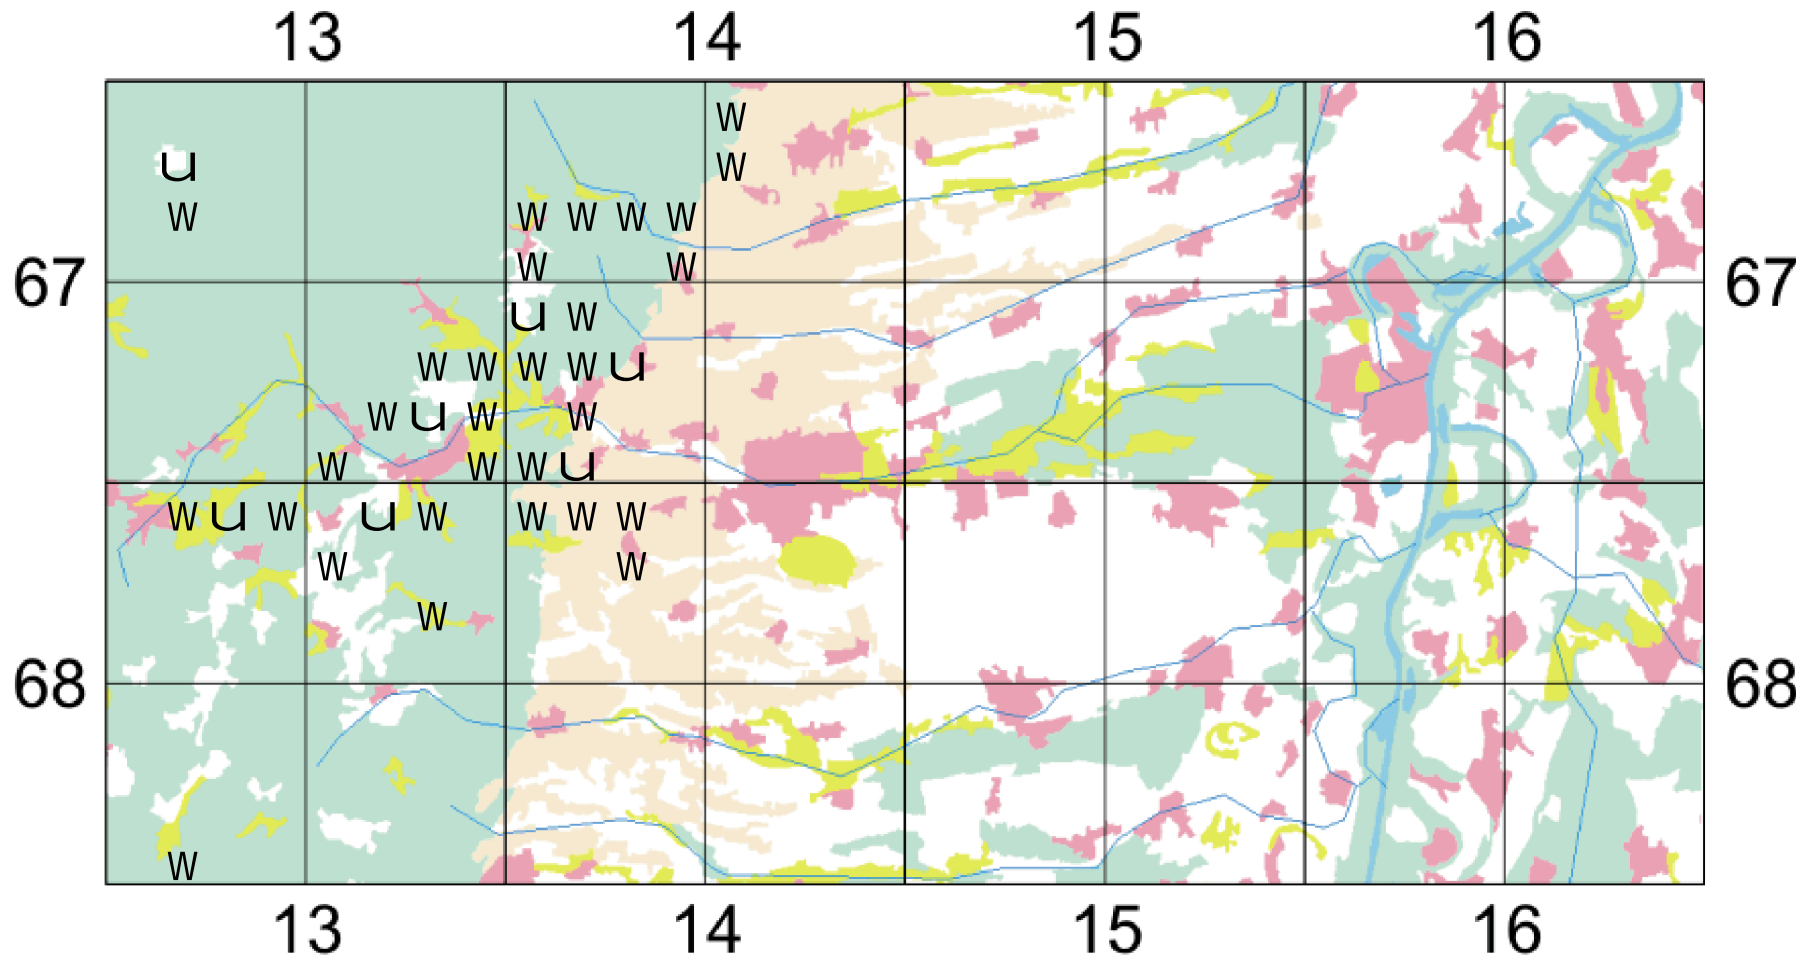 13 14 15 16
w
u w
w w w w w
67 w w 67
u w
w w w w u
w u w w
w w w u
w u w u w w w w
w w
w
68 68
w
13 14 15 16